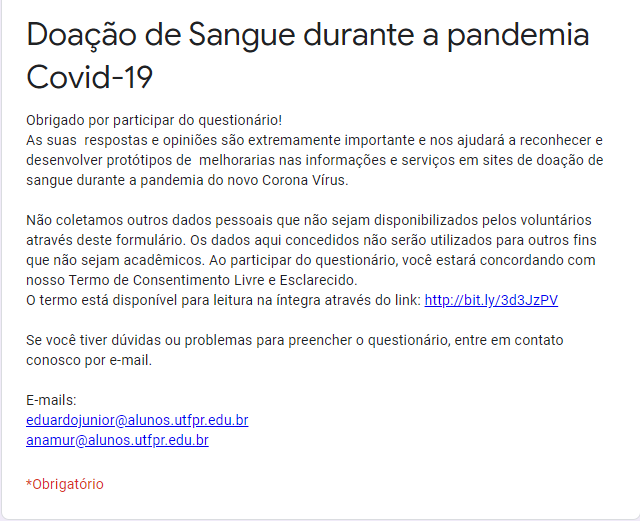 Doação de Sangue durante a pandemia
Covid-19
Obrigado por participar do questionário!
As suas  respostas e opiniões são extremamente importante e nos ajudará a reconhecer e
desenvolver protótipos de  melhorarias nas informações e serviços em sites de doação de
sangue durante a pandemia do novo Corona Vírus.
Não coletamos outros dados pessoais que não sejam disponibilizados pelos voluntários
através deste formulário. Os dados aqui concedidos não serão utilizados para outros fins
que não sejam acadêmicos. Ao participar do questionário, você estará concordando com
nosso Termo de Consentimento Livre e Esclarecido.
O termo está disponível para leitura na íntegra através do link: http://bit.ly/3d3JzPV
Se você tiver dúvidas ou problemas para preencher o questionário, entre em contato
conosco por e-mail.
E-mails:
eduardojunior@alunos.utfpr.edu.br
anamur@alunos.utfpr.edu.br
*Obrigatório